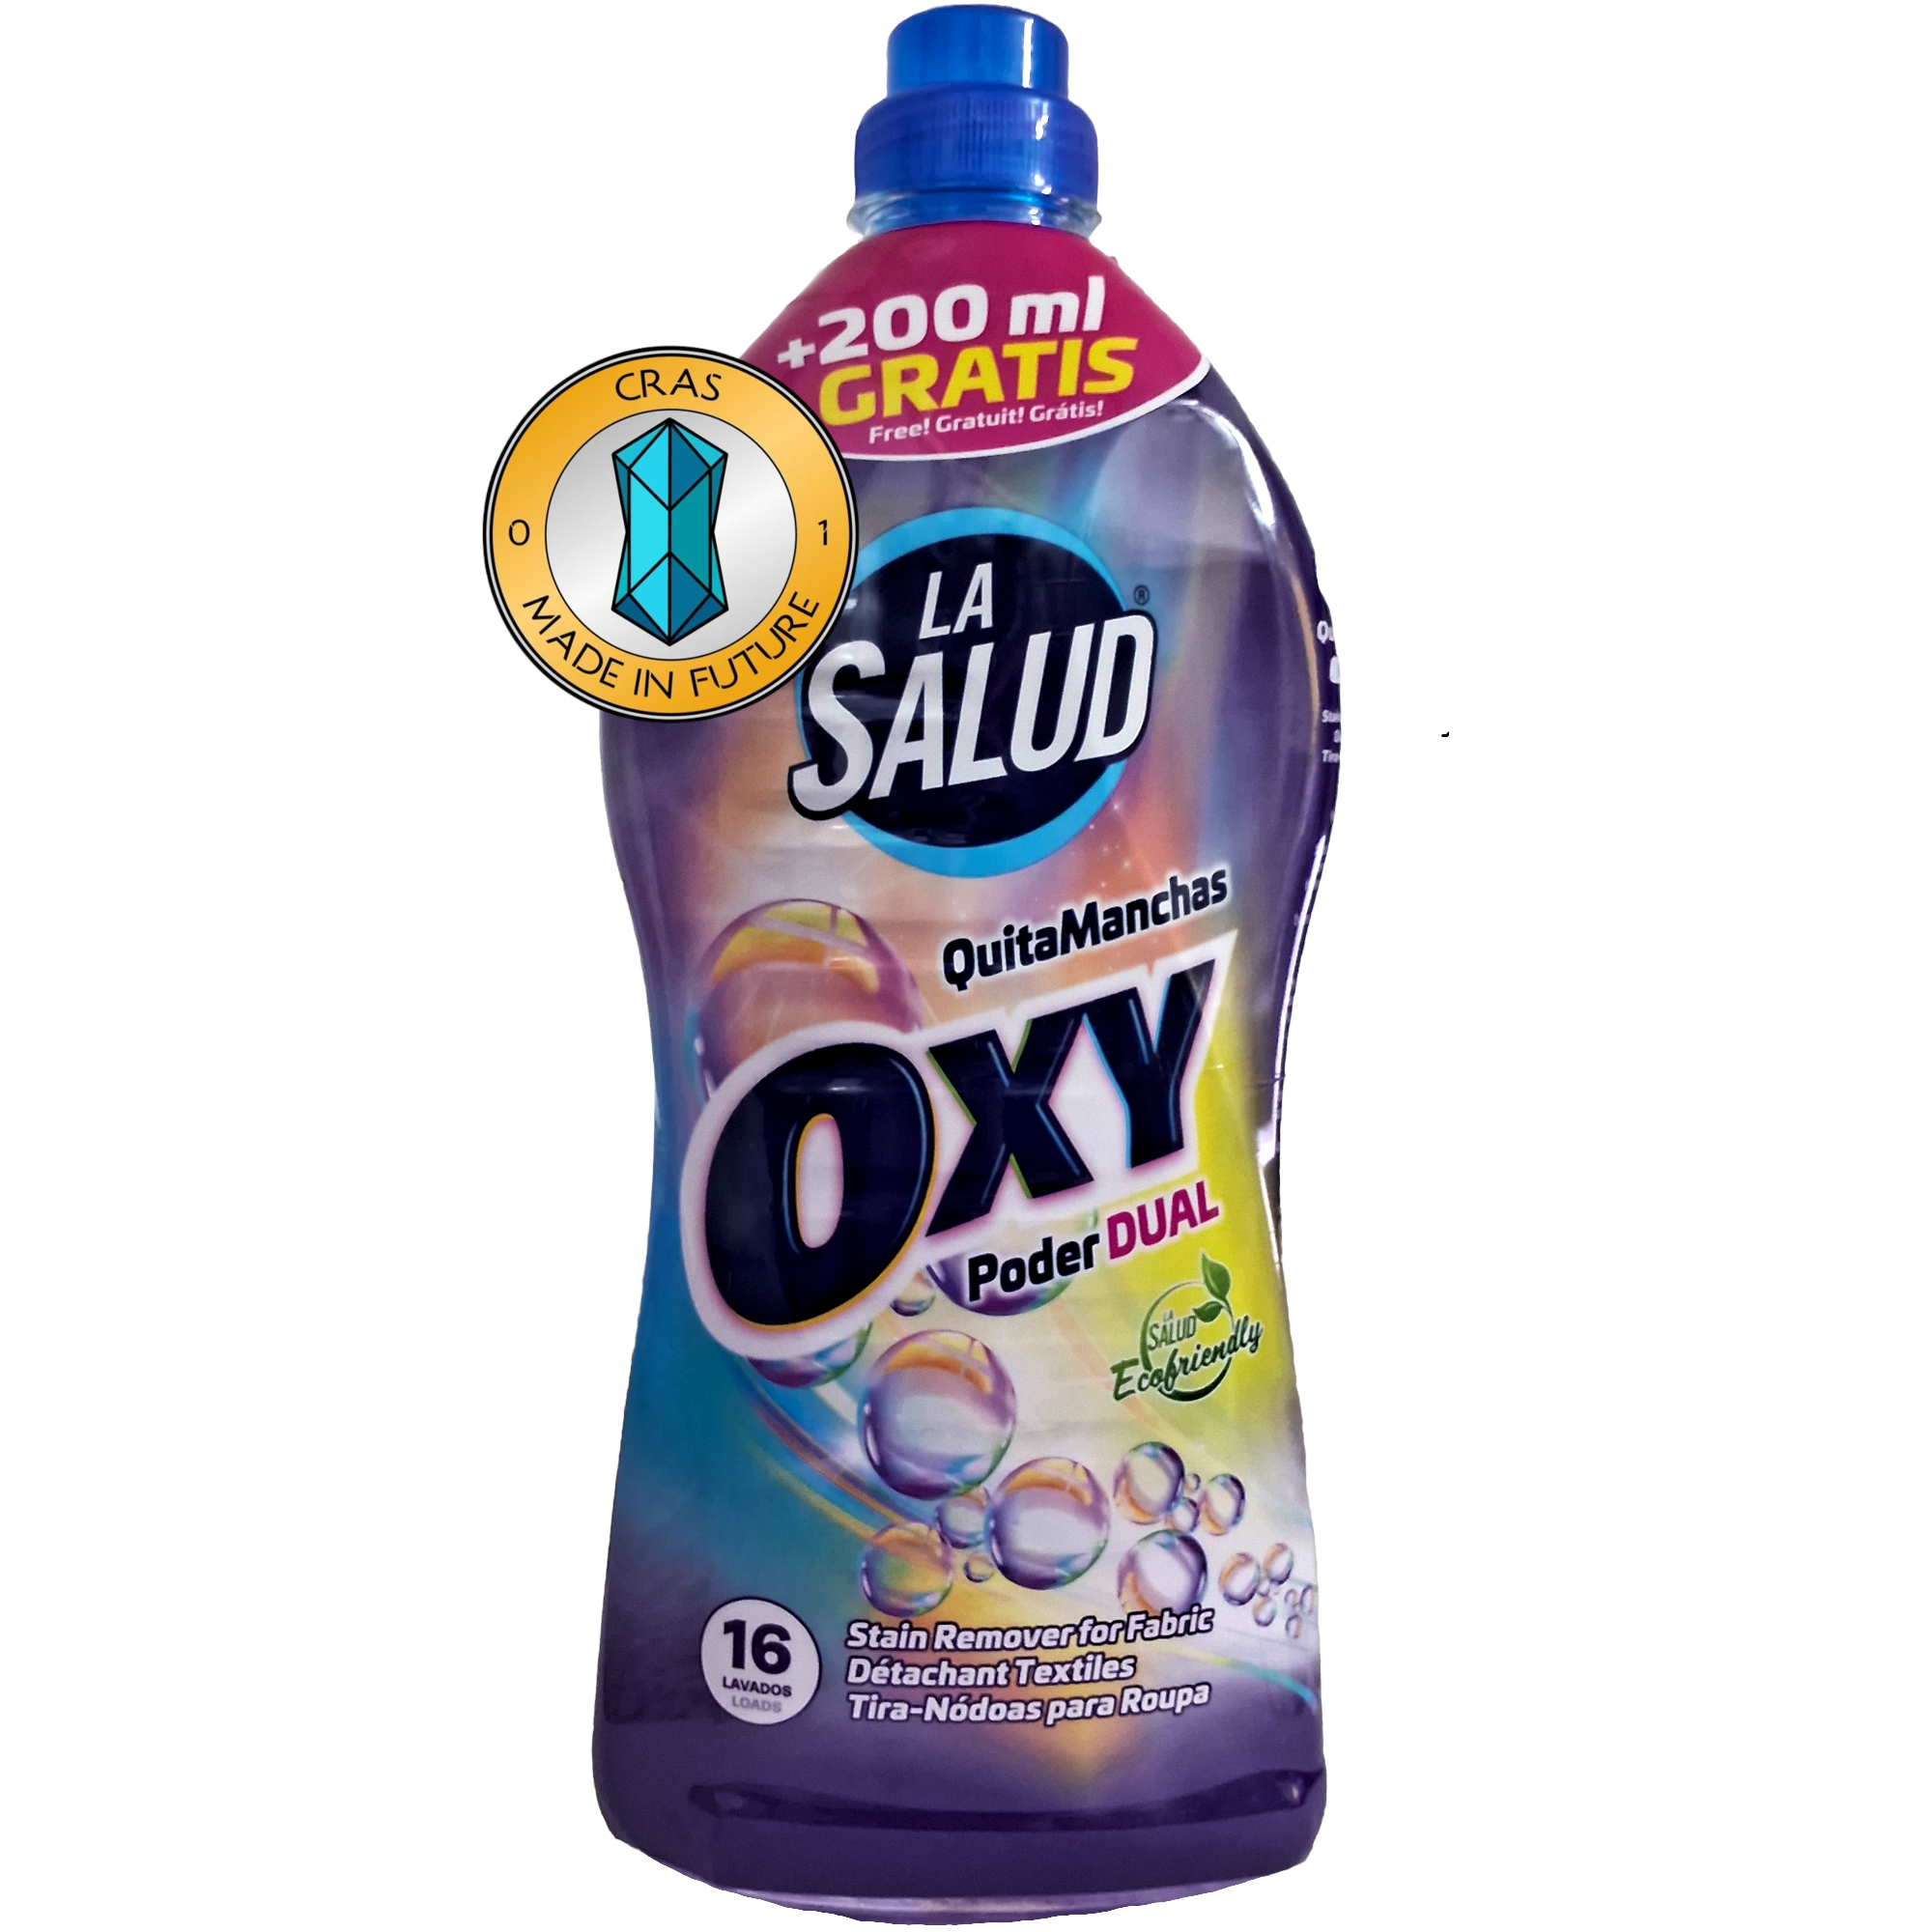 +200 ml
GRATIS
Free! Gratuit! Grátis!
CRAS
0 1
MADE IN FUTURE
LA
SALUD
®
QuitaManchas
OXY
Poder DUAL
LA
SALUD
Ecofriendly
16
LAVADOS
LOADS
Stain Remover for Fabric
Détachant Textiles
Tira-Nódoas para Roupa